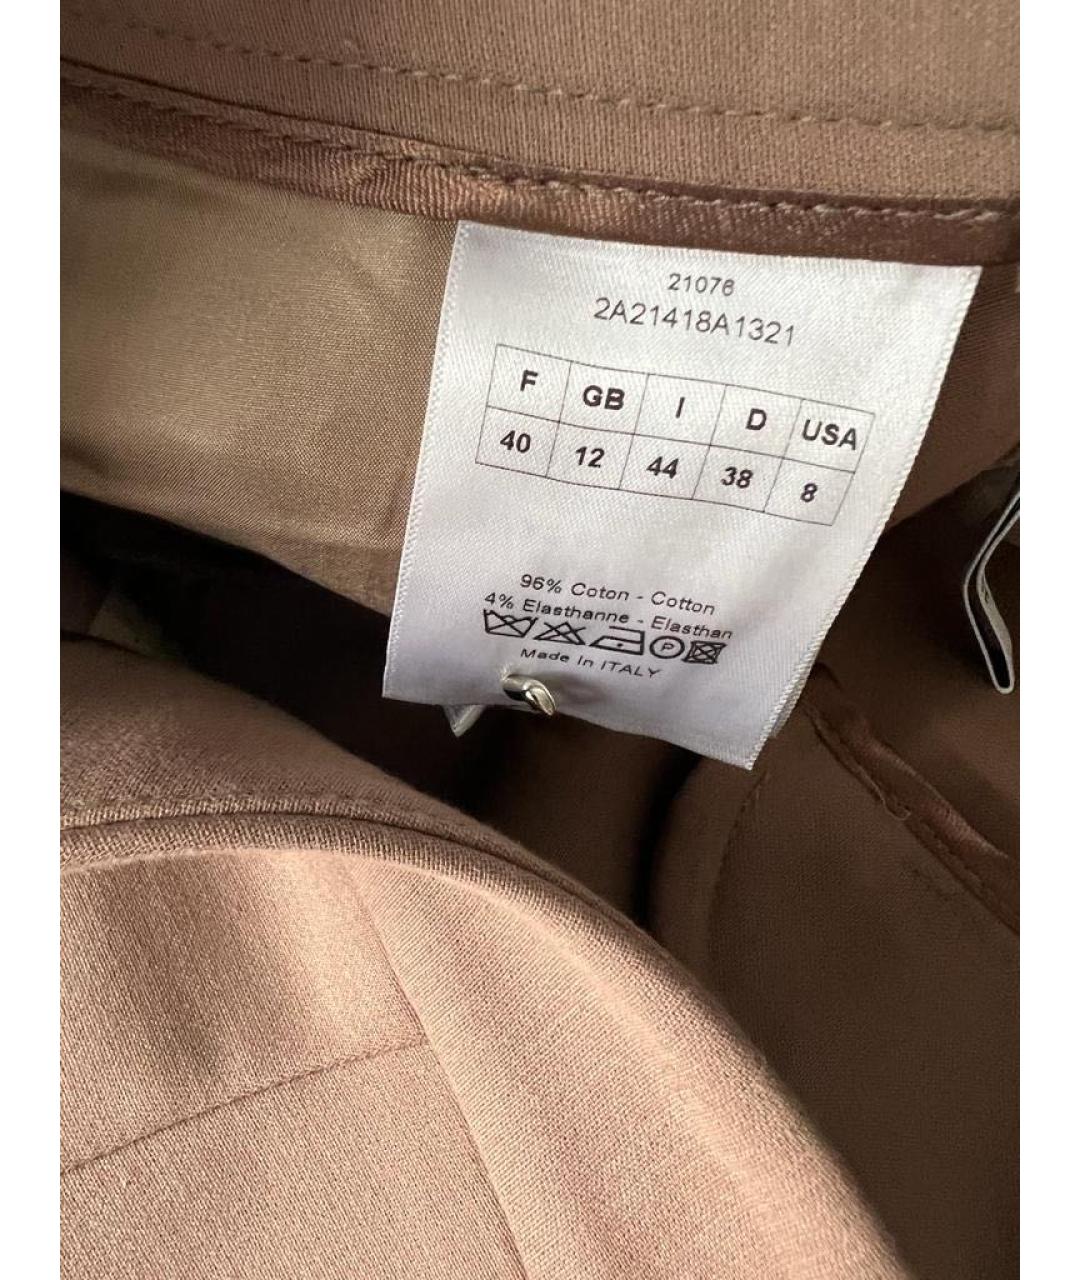 21076
2A21418A1321
F GB I D USA
40 12 44 38 8
96% Coton - Cotton
4% Elasthanne - Elasthan
P
Made in ITALY